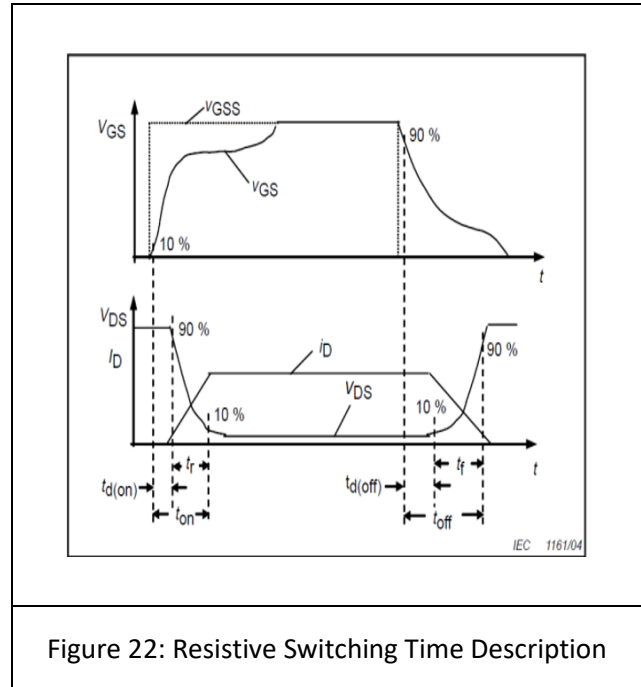 VGSS
VGS
90 %
vGS
10 %
t
VDS
ID
90 %
iD
90 %
VDS
10 %
10 %
tr
tf
t
td(on)
td(off)
ton
toff
IEC 1161/04
Figure 22: Resistive Switching Time Description